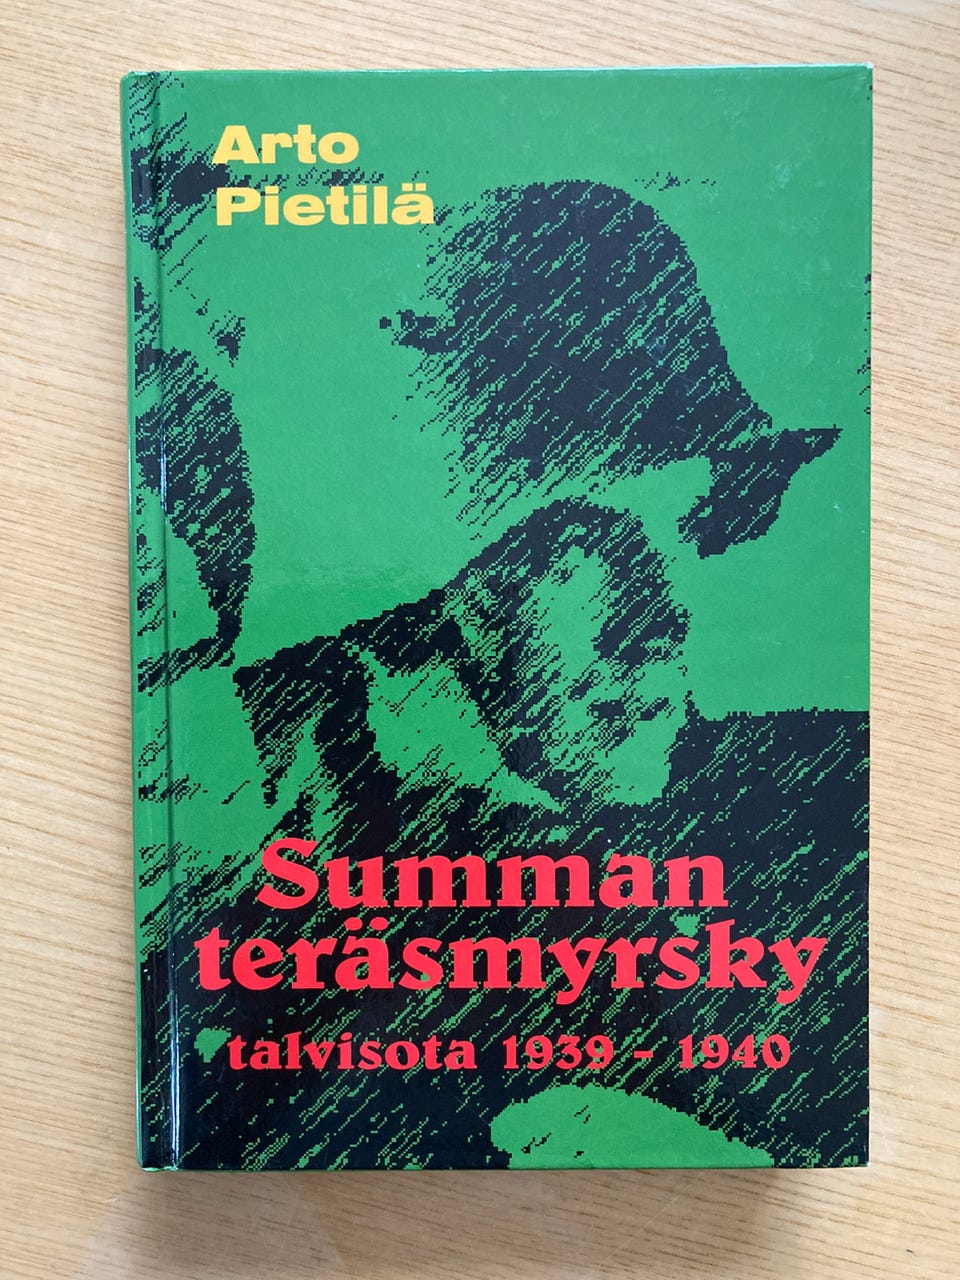 Arto
Pietilä
Summan
teräsmyrsky
talvisota 1939 - 1940